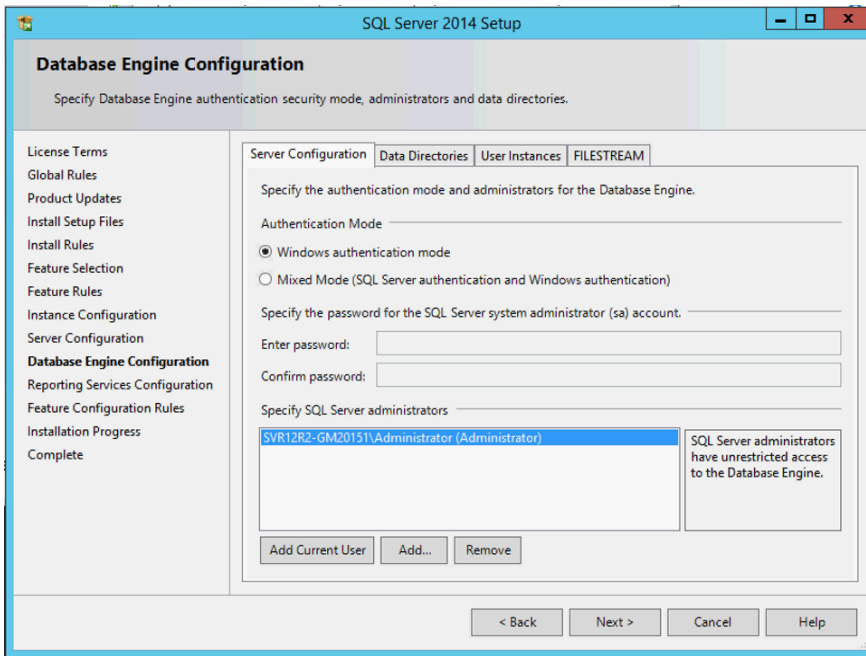 SQL Server 2014 Setup
Database Engine Configuration
Specify Database Engine authentication security mode, administrators and data directories.
License Terms
Global Rules
Product Updates
Install Setup Files
Install Rules
Feature Selection
Feature Rules
Instance Configuration
Server Configuration
Database Engine Configuration
Reporting Services Configuration
Feature Configuration Rules
Installation Progress
Complete
Server Configuration Data Directories User Instances FILESTREAM
Specify the authentication mode and administrators for the Database Engine.
Authentication Mode
Windows authentication mode
Mixed Mode (SQL Server authentication and Windows authentication)
Specify the password for the SQL Server system administrator (sa) account.
Enter password:
Confirm password:
Specify SQL Server administrators
SVR12R2-GM20151\Administrator (Administrator)
SQL Server administrators
have unrestricted access
to the Database Engine.
Add Current User Add... Remove
< Back Next > Cancel Help